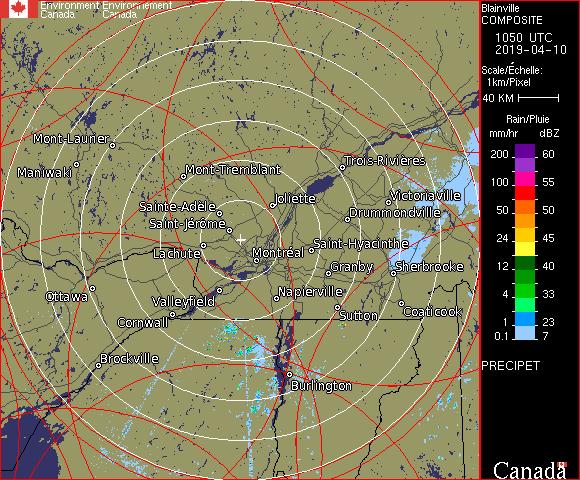 Environment Environnement
Canada Canada
Blainville
COMPOSITE
1050 UTC
2019-04-10
Scale/Échelle:
1km/Pixel
40 KM
Rain/Pluie
mm/hr dBZ
200 60
100 55
50 50
24 45
12 40
4 33
1 23
0.1 7
PRECIPET
Mont-Laurier
Maniwaki
Mont-Tremblant
Trois-Rivières
Sainte-Adèle
Joliette
Victoriaville
Saint-Jérôme
Drummondville
Lachute
Montréal
Saint-Hyacinthe
Granby
Sherbrooke
Ottawa
Valleyfield
Napierville
Cornwall
Sutton
Coaticook
Brockville
Burlington
Canada